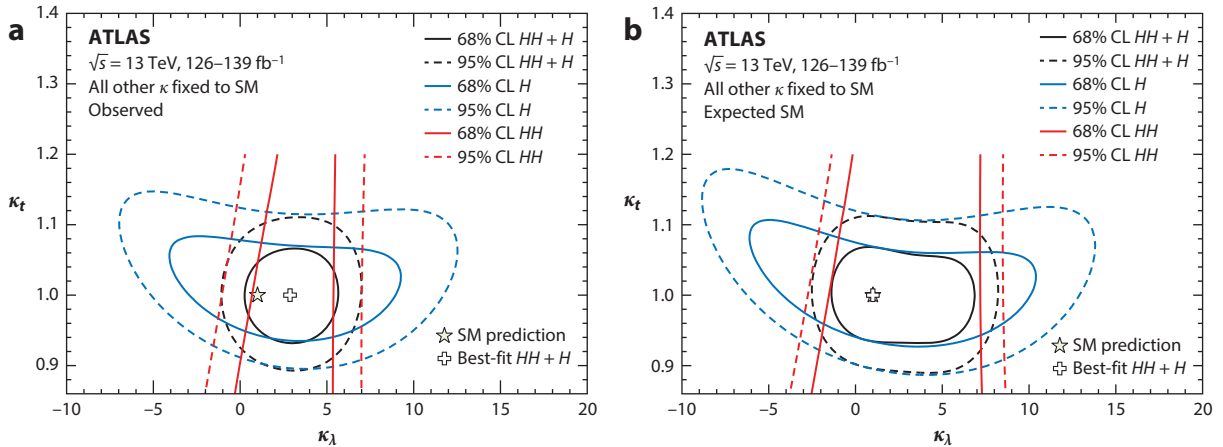 a
ATLAS
√s = 13 TeV, 126–139 fb⁻¹
All other κ fixed to SM
Observed
68% CL HH + H
95% CL HH + H
68% CL H
95% CL H
68% CL HH
95% CL HH
SM prediction
Best-fit HH + H
κt
1.4
1.3
1.2
1.1
1.0
0.9
−10
−5
0
5
10
15
20
κλ
b
ATLAS
√s = 13 TeV, 126–139 fb⁻¹
All other κ fixed to SM
Expected SM
68% CL HH + H
95% CL HH + H
68% CL H
95% CL H
68% CL HH
95% CL HH
SM prediction
Best-fit HH + H
κt
1.4
1.3
1.2
1.1
1.0
0.9
−10
−5
0
5
10
15
20
κλ